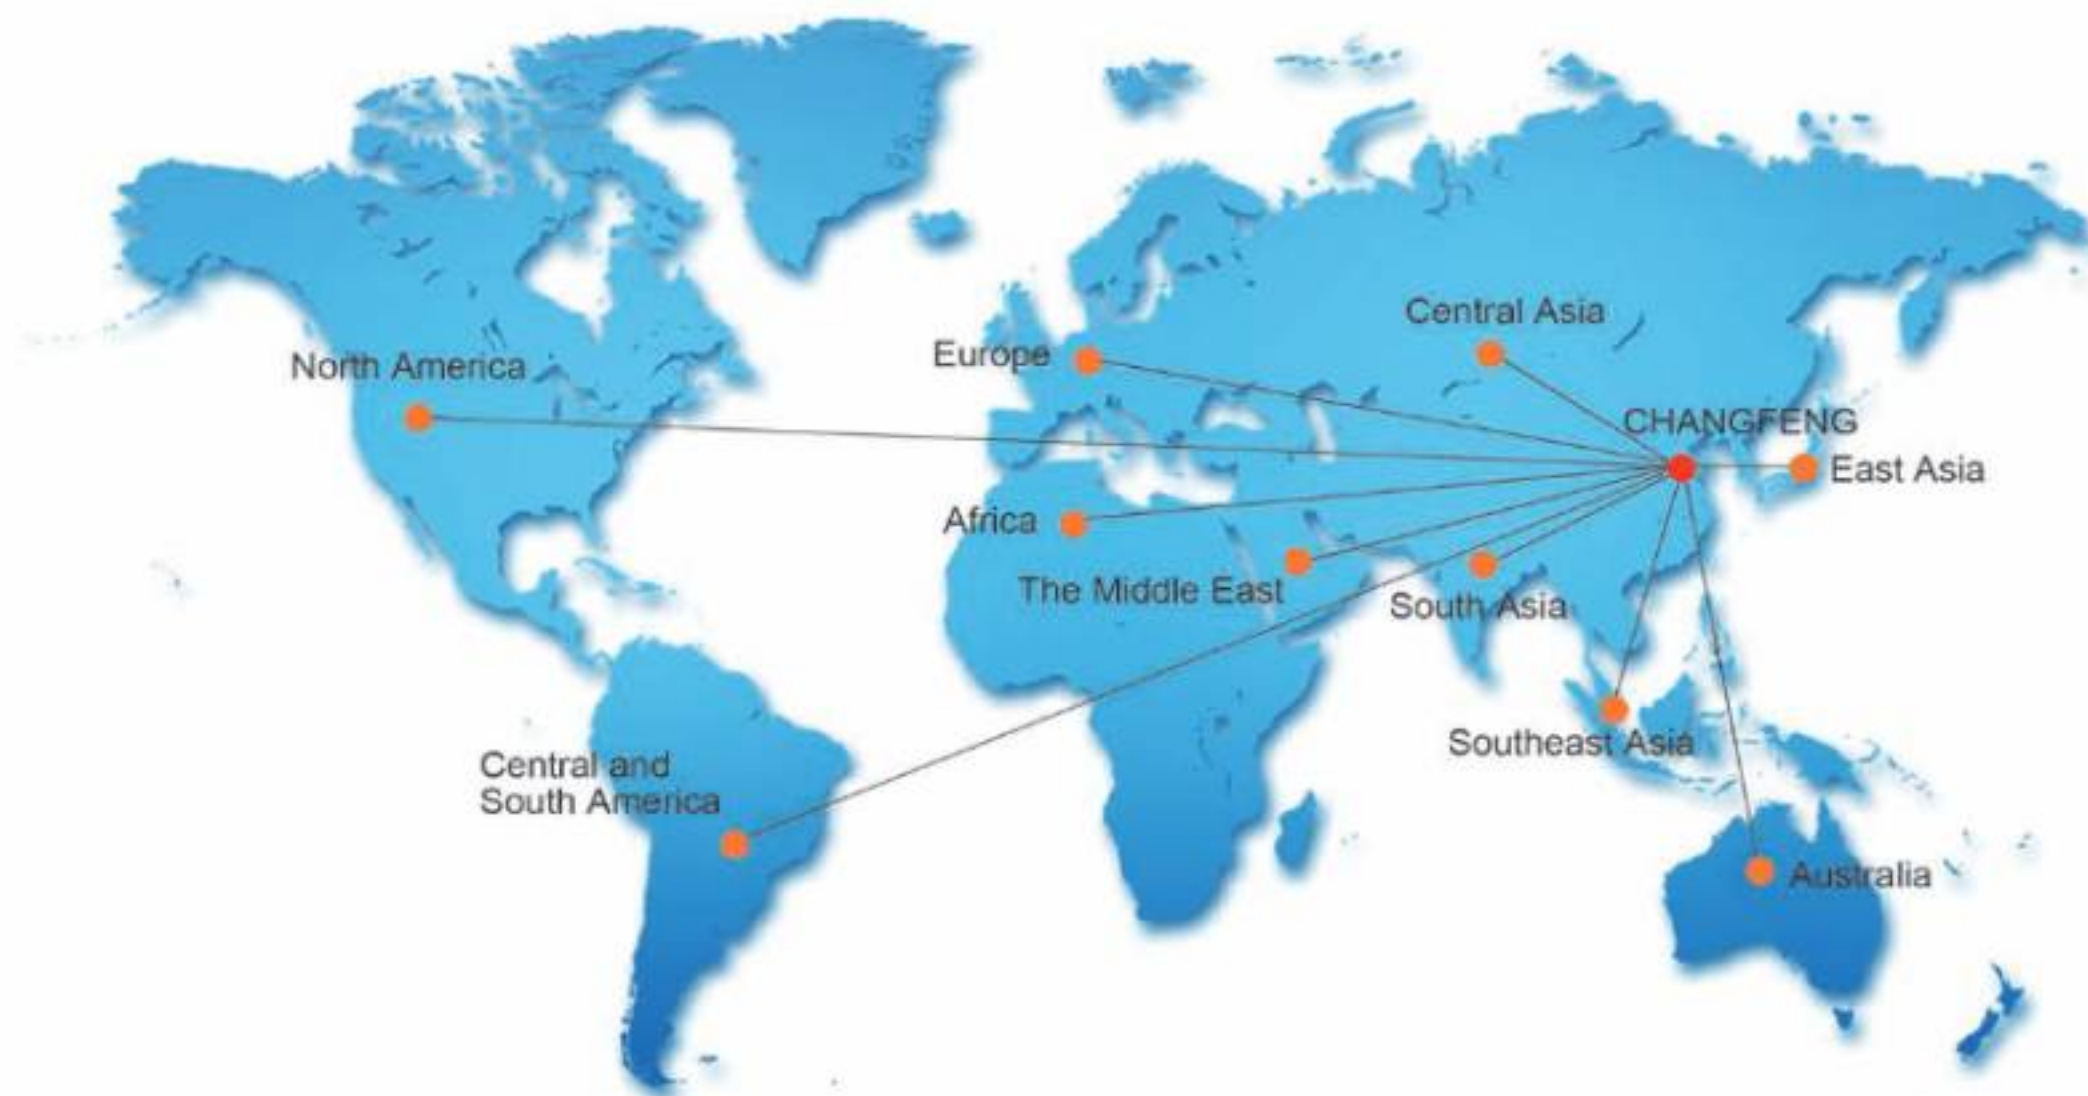 Central Asia
Europe
North America
CHANGFENG
East Asia
Africa
The Middle East
South Asia
Southeast Asia
Central and
South America
Australia